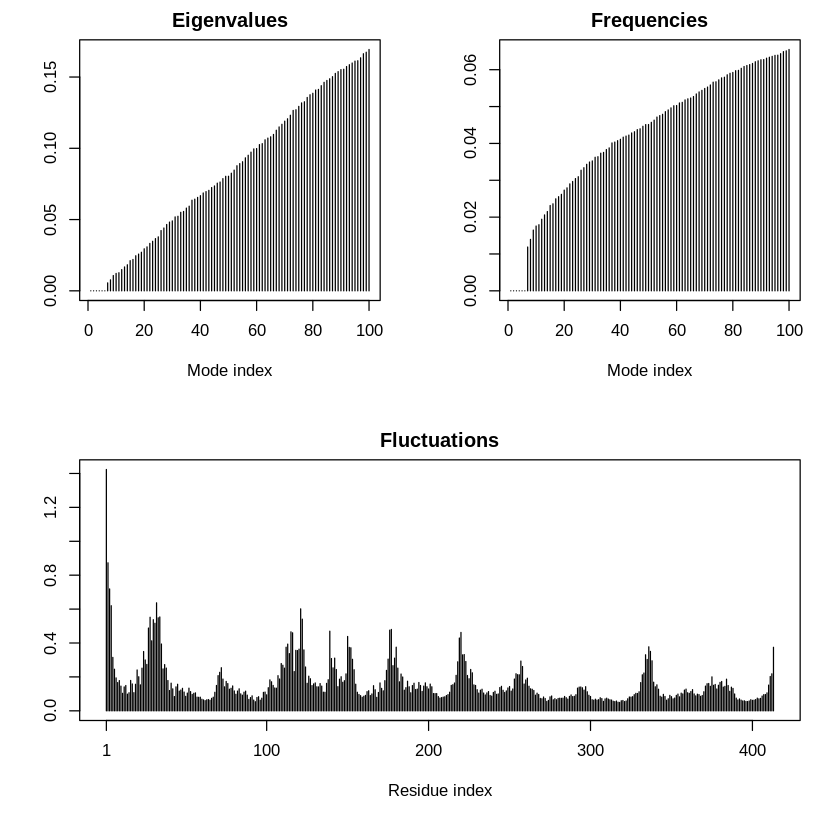 Eigenvalues
0.00 0.05 0.10 0.15
0 20 40 60 80 100
Mode index
Frequencies
0.00 0.02 0.04 0.06
0 20 40 60 80 100
Mode index
Fluctuations
0.0 0.4 0.8 1.2
1 100 200 300 400
Residue index